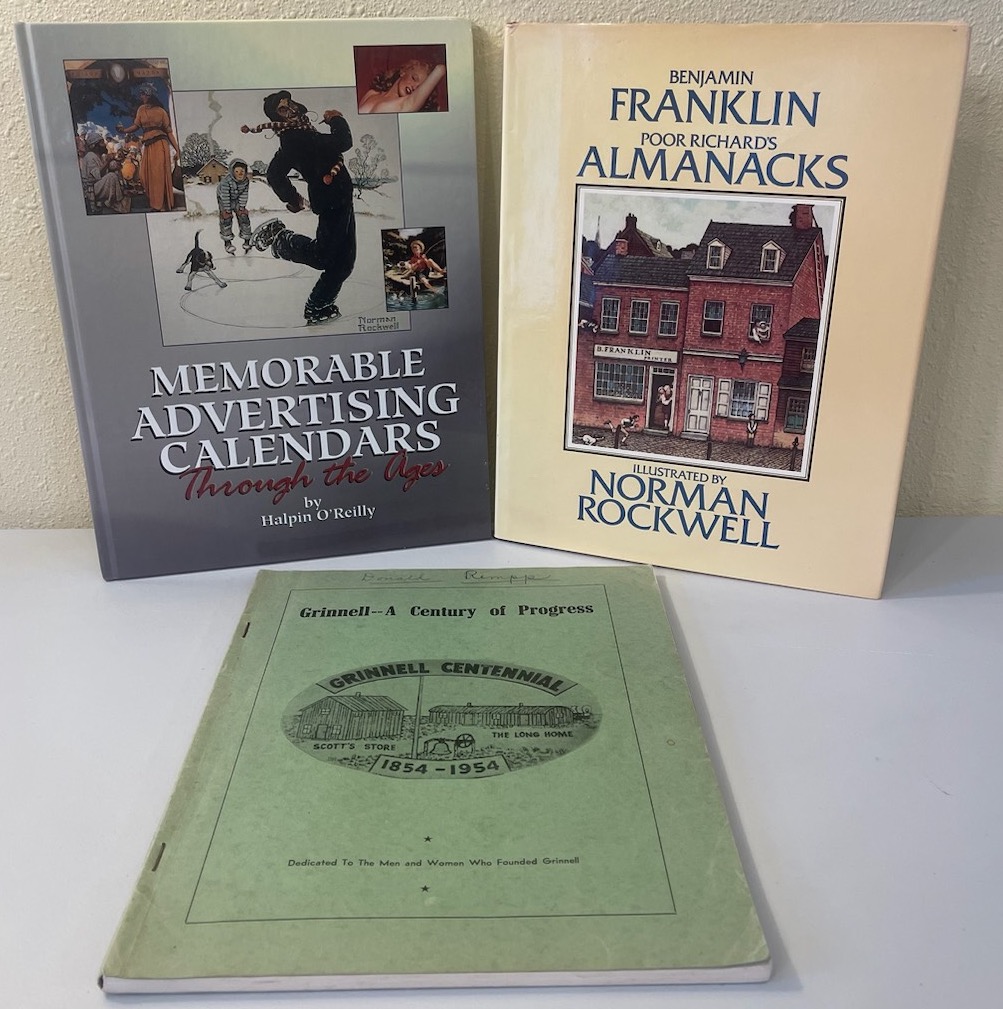 Norman
Rockwell
MEMORABLE
ADVERTISING
CALENDARS
Through the Ages
by
Halpin O'Reilly
BENJAMIN
FRANKLIN
POOR RICHARD'S
ALMANACKS
B. FRANKLIN
PRINTER
ILLUSTRATED BY
NORMAN
ROCKWELL
Donald Rempp
Grinnell--A Century of Progress
GRINNELL CENTENNIAL
SCOTT'S STORE
THE LONG HOME
1854-1954
Dedicated To The Men and Women Who Founded Grinnell